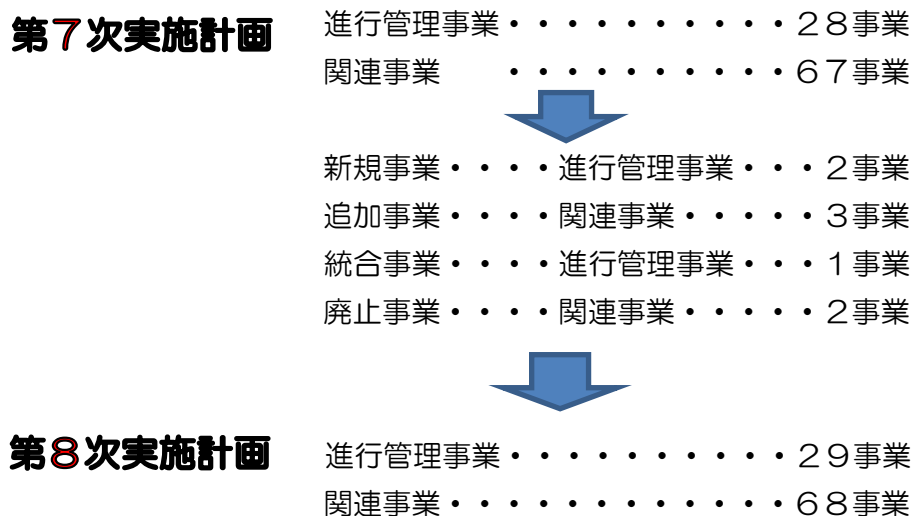 第７次実施計画 進行管理事業・・・・・・・・・・２８事業
関連事業　　・・・・・・・・・・６７事業
新規事業・・・・進行管理事業・・・２事業
追加事業・・・・関連事業・・・・・３事業
統合事業・・・・進行管理事業・・・１事業
廃止事業・・・・関連事業・・・・・２事業
第８次実施計画 進行管理事業・・・・・・・・・・２９事業
関連事業・・・・・・・・・・・・６８事業